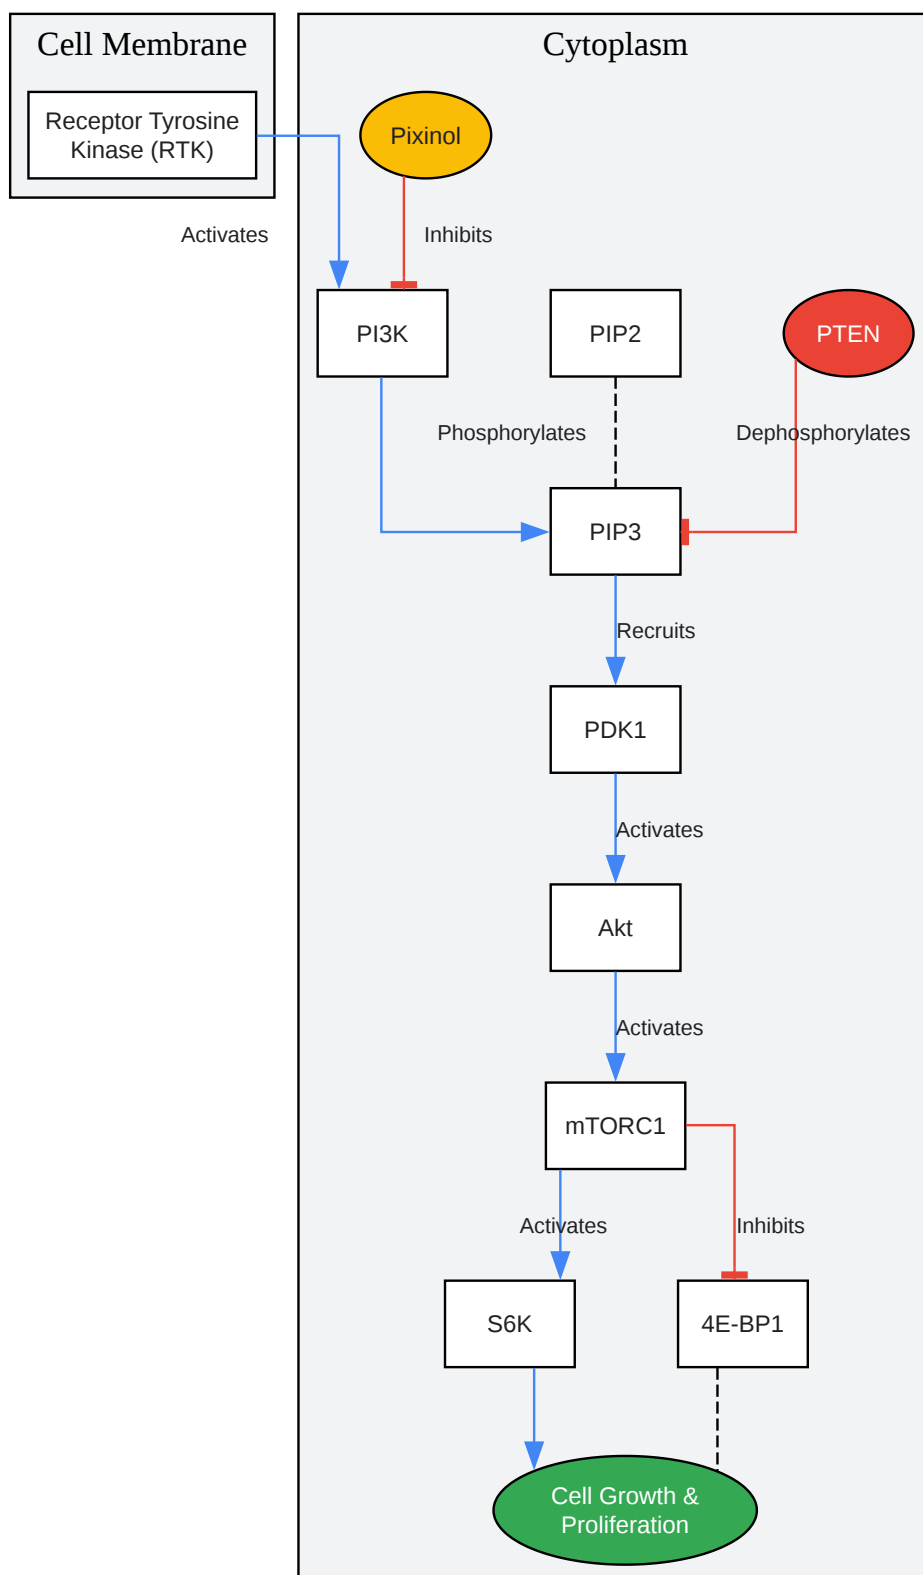 Cell Membrane
Cytoplasm
Receptor Tyrosine
Kinase (RTK)
Pixinol
Activates
Inhibits
PI3K
PIP2
PTEN
Phosphorylates
Dephosphorylates
PIP3
Recruits
PDK1
Activates
Akt
Activates
mTORC1
Activates
Inhibits
S6K
4E-BP1
Cell Growth &
Proliferation